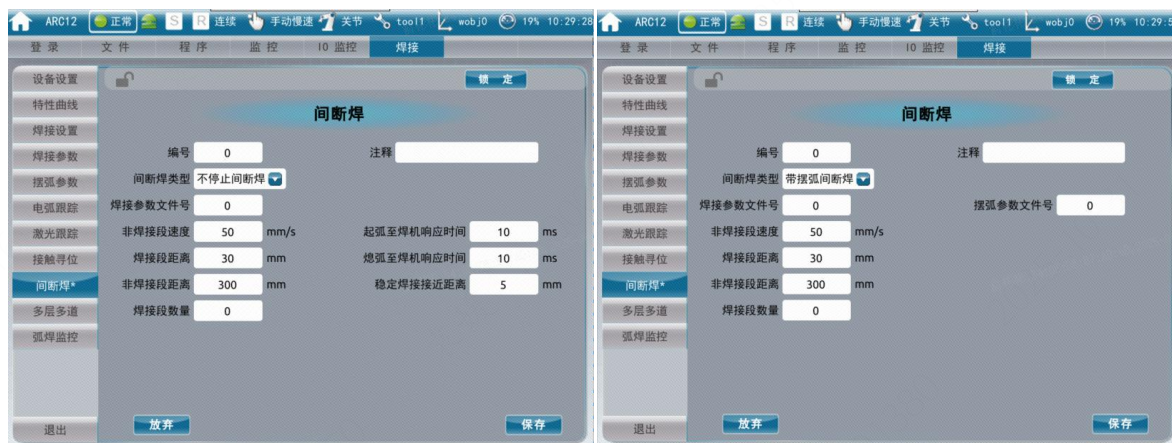 ARC12 正常 S R 连续 手动慢速 关节 tool1 wobj0 19% 10:29:28
登录 文件 程序 监控 IO 监控 焊接
设备设置
特性曲线
焊接设置
焊接参数
摆弧参数
电弧跟踪
激光跟踪
接触寻位
间断焊*
多层多道
弧焊监控
退出
锁 定
间断焊
编号 0 注释
间断焊类型 不停止间断焊
焊接参数文件号 0
非焊接段速度 50 mm/s 起弧至焊机响应时间 10 ms
焊接段距离 30 mm 熄弧至焊机响应时间 10 ms
非焊接段距离 300 mm 稳定焊接接近距离 5 mm
焊接段数量 0
放弃 保存
ARC12 正常 S R 连续 手动慢速 关节 tool1 wobj0 19% 10:29:5
登录 文件 程序 监控 IO 监控 焊接
设备设置
特性曲线
焊接设置
焊接参数
摆弧参数
电弧跟踪
激光跟踪
接触寻位
间断焊*
多层多道
弧焊监控
退出
锁 定
间断焊
编号 0 注释
间断焊类型 带摆弧间断焊
焊接参数文件号 0 摆弧参数文件号 0
非焊接段速度 50 mm/s
焊接段距离 30 mm
非焊接段距离 300 mm
焊接段数量 0
放弃 保存